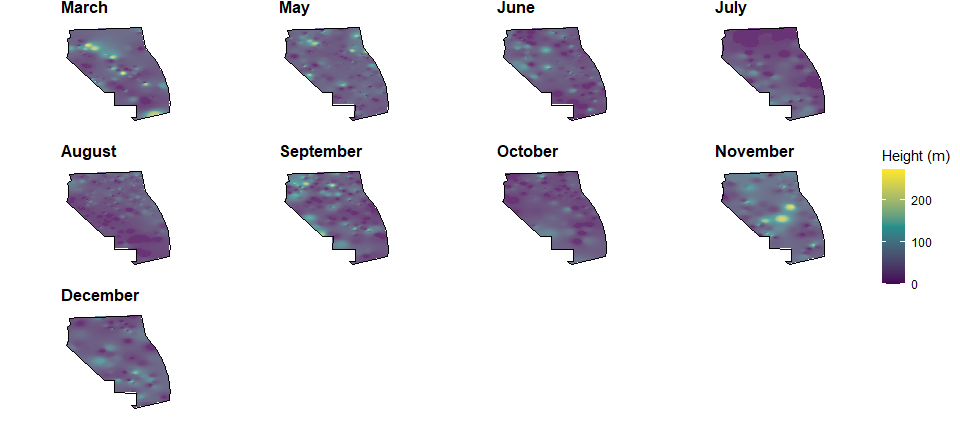 March
May
June
July
August
September
October
November
Height (m)
200
100
0
December